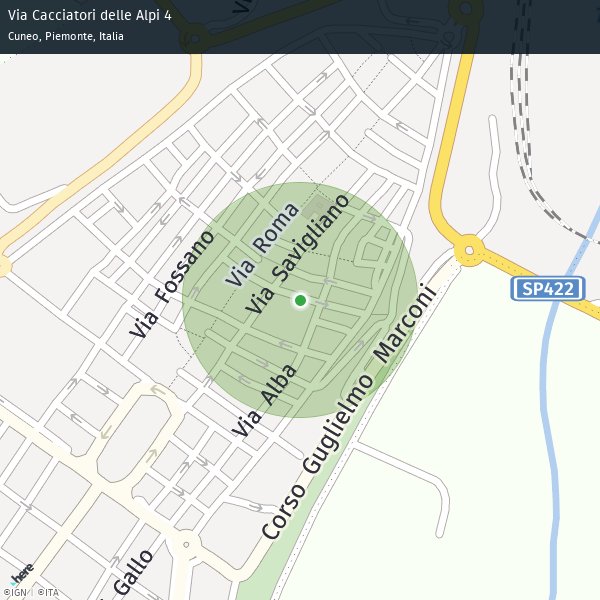 Via Cacciatori delle Alpi 4
Cuneo, Piemonte, Italia
Via Roma
Via Savigliano
Via Fossano
SP422
Via Alba
Corso Guglielmo Marconi
Gallo
here
©IGN | ©ITA